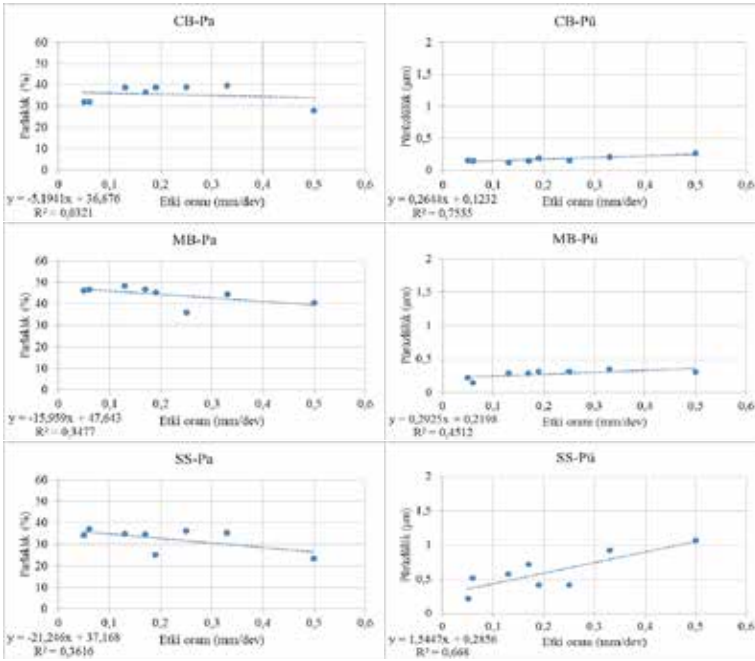 CB-Pa
Parlaklık (%)
60
50
40
30
20
10
0
0 0,1 0,2 0,3 0,4 0,5 0,6
Etki oranı (mm/dev)
y = -5,1941x + 36,676
R² = 0,0321
CB-Pü
Pürüzlülük (µm)
2
1,5
1
0,5
0
0 0,1 0,2 0,3 0,4 0,5 0,6
Etki oranı (mm/dev)
y = 0,2644x + 0,1232
R² = 0,7555
MB-Pa
Parlaklık (%)
60
50
40
30
20
10
0
0 0,1 0,2 0,3 0,4 0,5 0,6
Etki oranı (mm/dev)
y = -15,959x + 47,643
R² = 0,3477
MB-Pü
Pürüzlülük (µm)
2
1,5
1
0,5
0
0 0,1 0,2 0,3 0,4 0,5 0,6
Etki oranı (mm/dev)
y = 0,2925x + 0,2198
R² = 0,4512
SS-Pa
Parlaklık (%)
60
50
40
30
20
10
0
0 0,1 0,2 0,3 0,4 0,5 0,6
Etki oranı (mm/dev)
y = -21,246x + 37,168
R² = 0,3616
SS-Pü
Pürüzlülük (µm)
2
1,5
1
0,5
0
0 0,1 0,2 0,3 0,4 0,5 0,6
Etki oranı (mm/dev)
y = 1,5447x + 0,2856
R² = 0,668